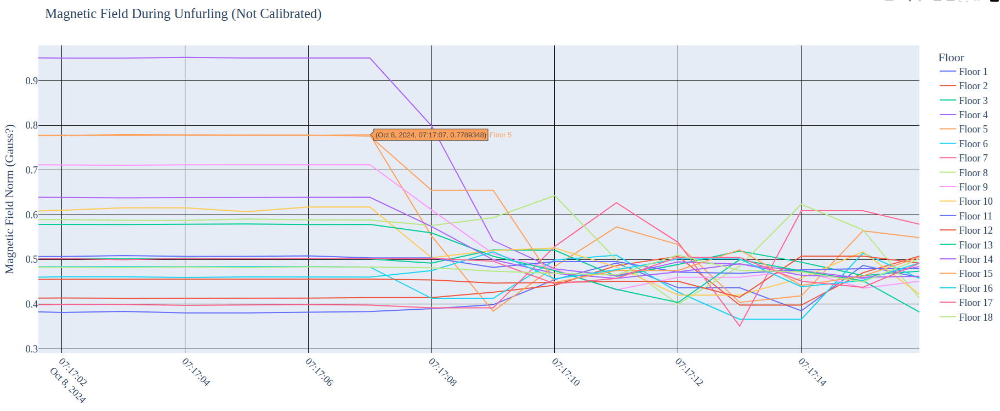 Magnetic Field During Unfurling (Not Calibrated)
Magnetic Field Norm (Gauss?)
0.9
0.8
0.7
0.6
0.5
0.4
0.3
(Oct 8, 2024, 07:17:07, 0.7789348) Floor 5
07:17:02
Oct 8, 2024
07:17:04
07:17:06
07:17:08
07:17:10
07:17:12
07:17:14
Floor
Floor 1
Floor 2
Floor 3
Floor 4
Floor 5
Floor 6
Floor 7
Floor 8
Floor 9
Floor 10
Floor 11
Floor 12
Floor 13
Floor 14
Floor 15
Floor 16
Floor 17
Floor 18